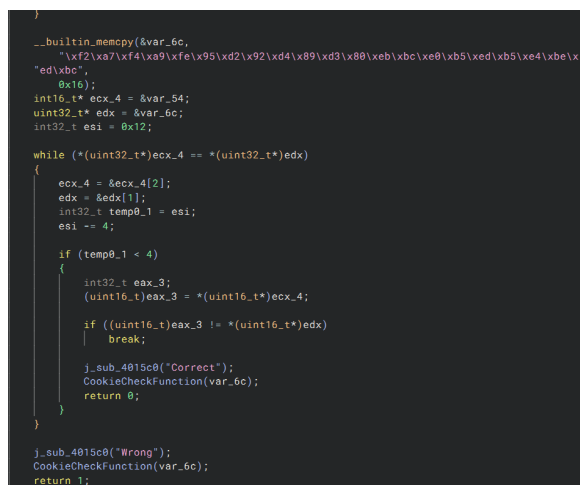 }
__builtin_memcpy(&var_6c,
"\xf2\xa7\xf4\xa9\xfe\x95\xd2\x92\xd4\x89\xd3\x80\xeb\xbc\xe0\xb5\xed\xb5\xe4\xbe\x
"ed\xbc",
0x16);
int16_t* ecx_4 = &var_54;
uint32_t* edx = &var_6c;
int32_t esi = 0x12;
while (*(uint32_t*)ecx_4 == *(uint32_t*)edx)
{
ecx_4 = &ecx_4[2];
edx = &edx[1];
int32_t temp0_1 = esi;
esi -= 4;
if (temp0_1 < 4)
{
int32_t eax_3;
(uint16_t)eax_3 = *(uint16_t*)ecx_4;
if ((uint16_t)eax_3 != *(uint16_t*)edx)
break;
j_sub_4015c0("Correct");
CookieCheckFunction(var_6c);
return 0;
}
}
j_sub_4015c0("Wrong");
CookieCheckFunction(var_6c);
return 1;